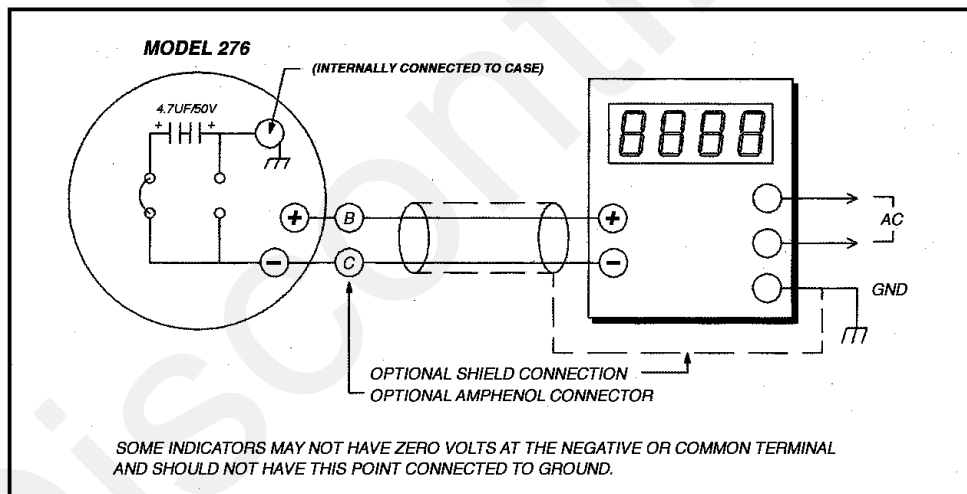 MODEL 276
(INTERNALLY CONNECTED TO CASE)
4.7UF/50V
+ +
8888
+ B +
- C -
AC
GND
OPTIONAL SHIELD CONNECTION
OPTIONAL AMPHENOL CONNECTOR
SOME INDICATORS MAY NOT HAVE ZERO VOLTS AT THE NEGATIVE OR COMMON TERMINAL
AND SHOULD NOT HAVE THIS POINT CONNECTED TO GROUND.